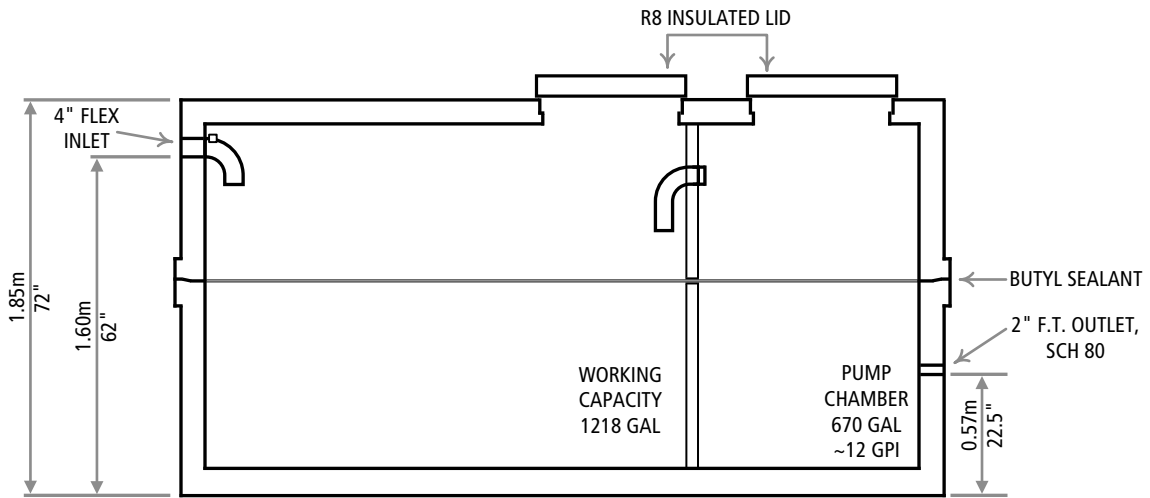 R8 INSULATED LID
4" FLEX
INLET
1.85m
72"
1.60m
62"
BUTYL SEALANT
2" F.T. OUTLET,
SCH 80
WORKING
CAPACITY
1218 GAL
PUMP
CHAMBER
670 GAL
~12 GPI
0.57m
22.5"